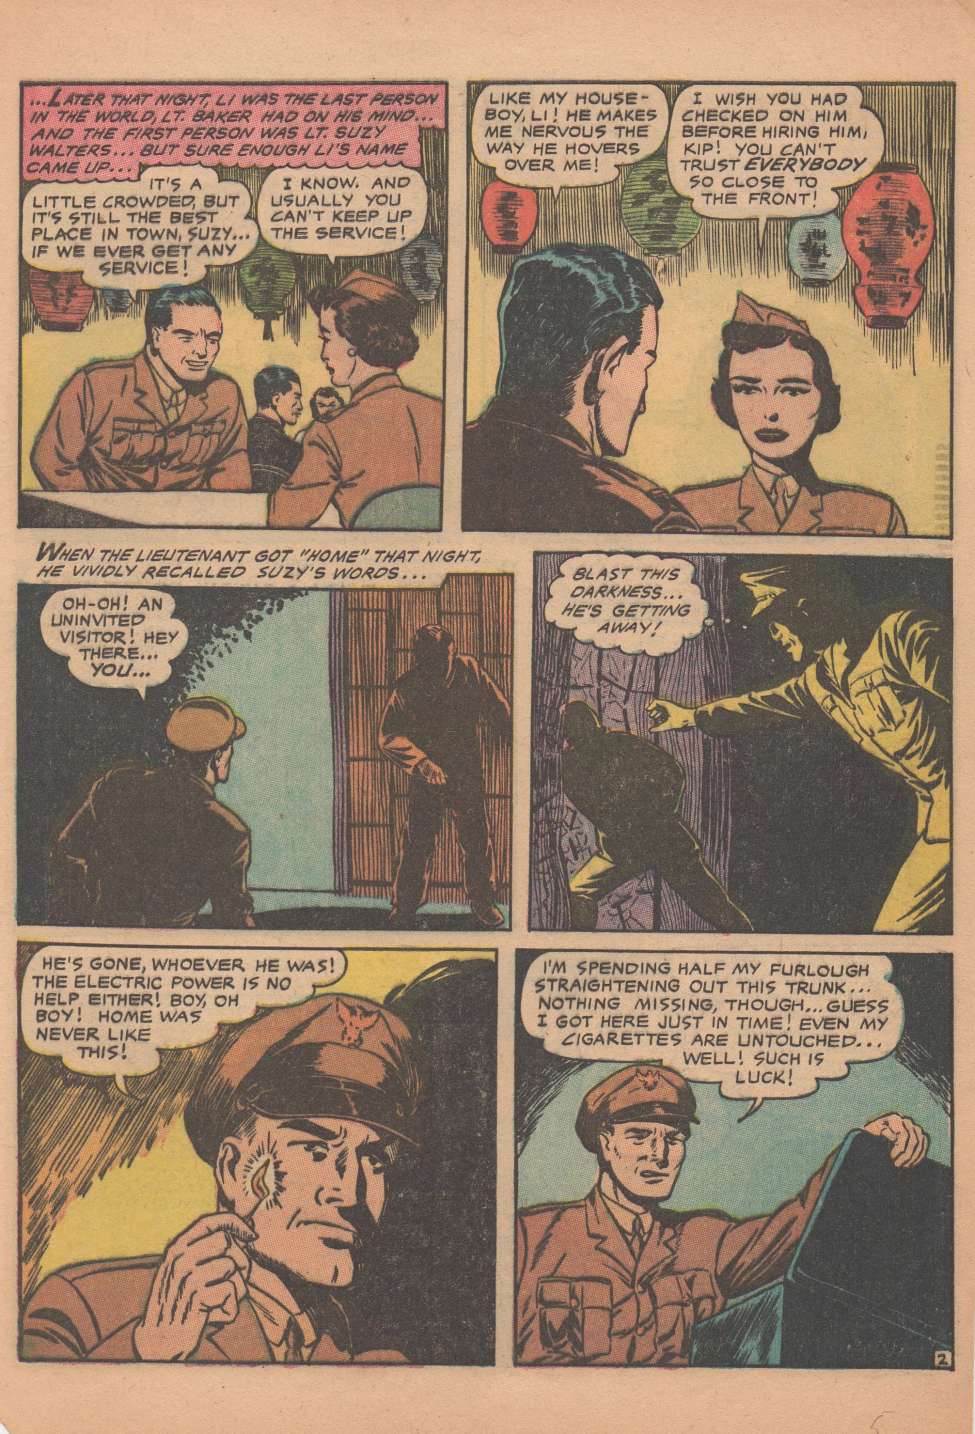 ...LATER THAT NIGHT, LI WAS THE LAST PERSON
IN THE WORLD, LT. BAKER HAD ON HIS MIND...
AND THE FIRST PERSON WAS LT. SUZY
WALTERS... BUT SURE ENOUGH LI'S NAME
CAME UP...
IT'S A
LITTLE CROWDED, BUT
IT'S STILL THE BEST
PLACE IN TOWN, SUZY...
IF WE EVER GET ANY
SERVICE!
I KNOW. AND
USUALLY YOU
CAN'T KEEP UP
THE SERVICE!
LIKE MY HOUSE-
BOY, LI! HE MAKES
ME NERVOUS THE
WAY HE HOVERS
OVER ME!
I WISH YOU HAD
CHECKED ON HIM
BEFORE HIRING HIM,
KIP! YOU CAN'T
TRUST EVERYBODY
SO CLOSE TO
THE FRONT!
WHEN THE LIEUTENANT GOT "HOME" THAT NIGHT,
HE VIVIDLY RECALLED SUZY'S WORDS...
OH-OH! AN
UNINVITED
VISITOR! HEY
THERE...
YOU...
BLAST THIS
DARKNESS...
HE'S GETTING
AWAY!
HE'S GONE, WHOEVER HE WAS!
THE ELECTRIC POWER IS NO
HELP EITHER! BOY, OH
BOY! HOME WAS
NEVER LIKE
THIS!
I'M SPENDING HALF MY FURLOUGH
STRAIGHTENING OUT THIS TRUNK...
NOTHING MISSING, THOUGH... GUESS
I GOT HERE JUST IN TIME! EVEN MY
CIGARETTES ARE UNTOUCHED...
WELL! SUCH IS
LUCK!
2
5